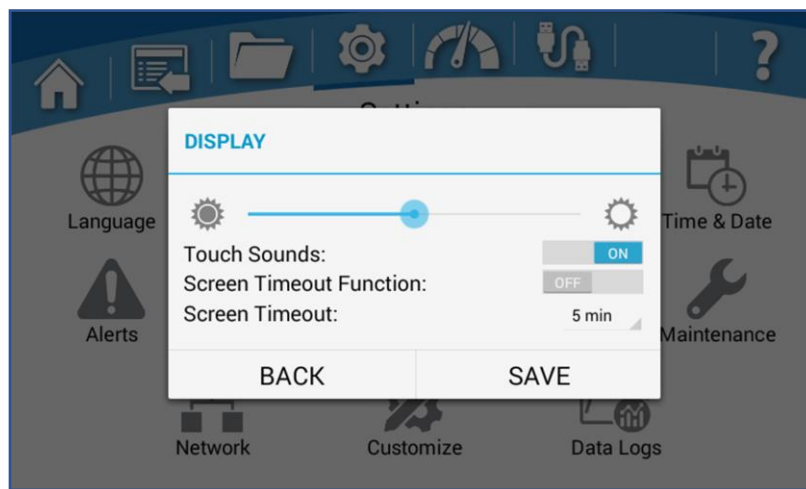 DISPLAY
Language
Time & Date
Touch Sounds: ON
Screen Timeout Function: OFF
Screen Timeout: 5 min
Alerts
Maintenance
BACK SAVE
Network Customize Data Logs